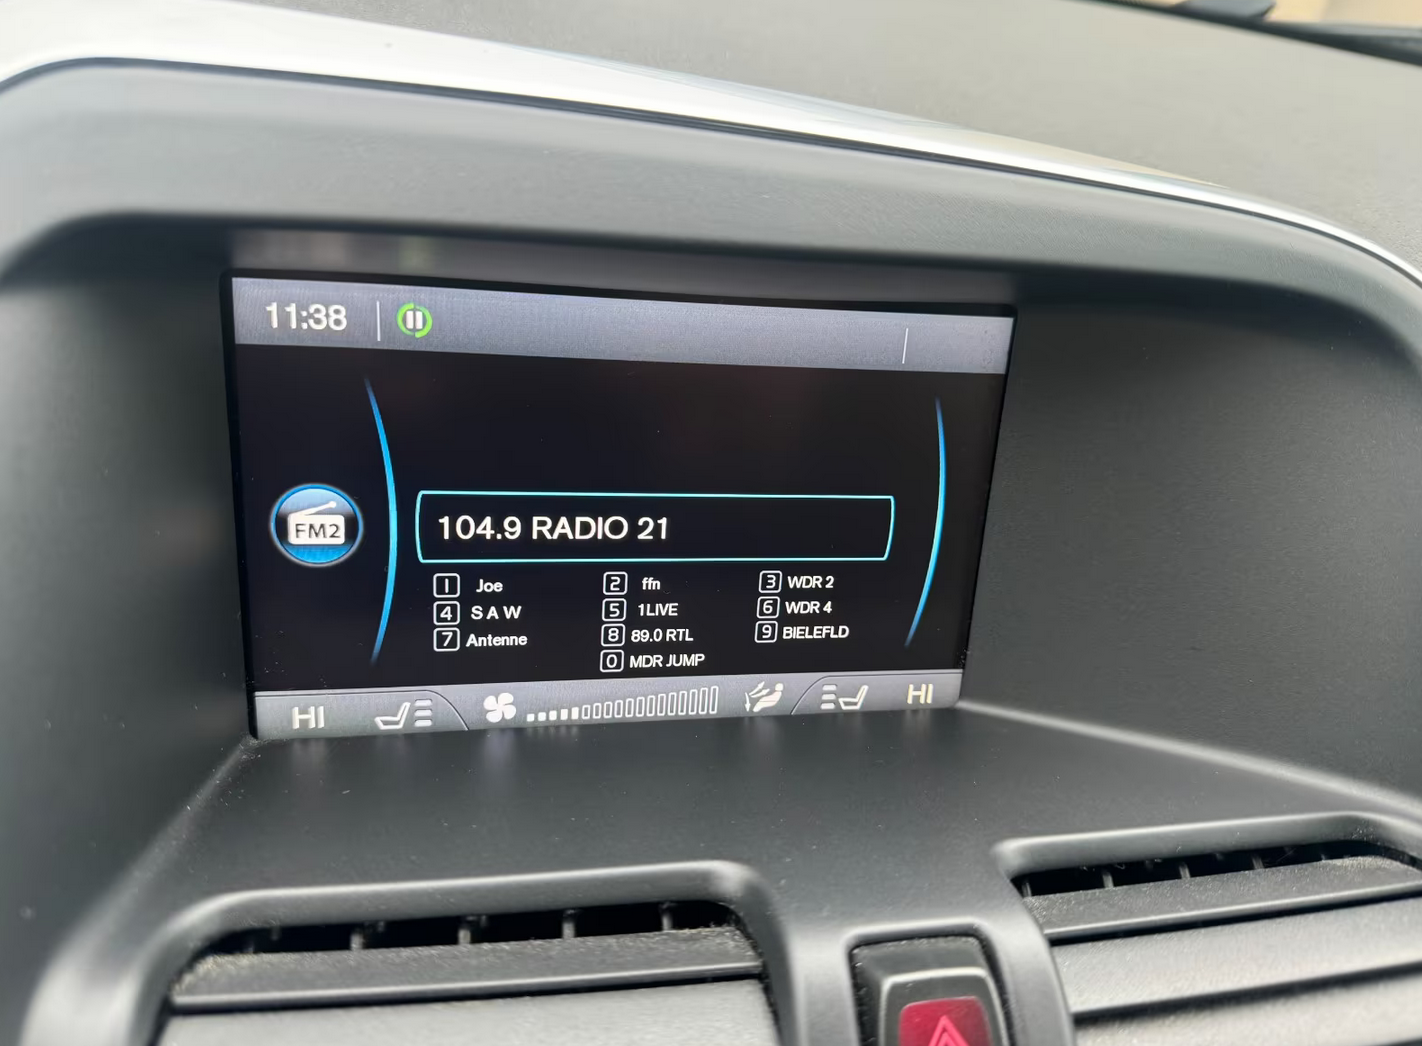 11:38
FM2
104.9 RADIO 21
1 Joe 2 ffn 3 WDR 2
4 S A W 5 1LIVE 6 WDR 4
7 Antenne 8 89.0 RTL 9 BIELEFLD
0 MDR JUMP
HI HI